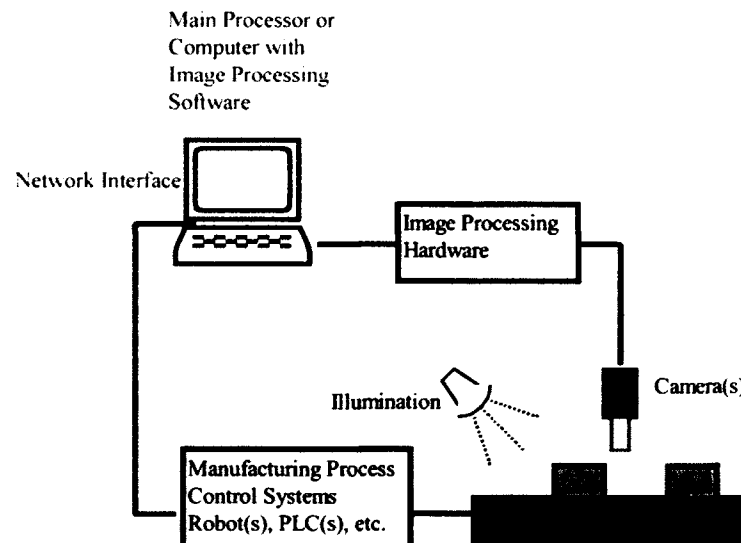 Main Processor or
Computer with
Image Processing
Software
Network Interface
Image Processing
Hardware
Camera(s)
Illumination
Manufacturing Process
Control Systems
Robot(s), PLC(s), etc.